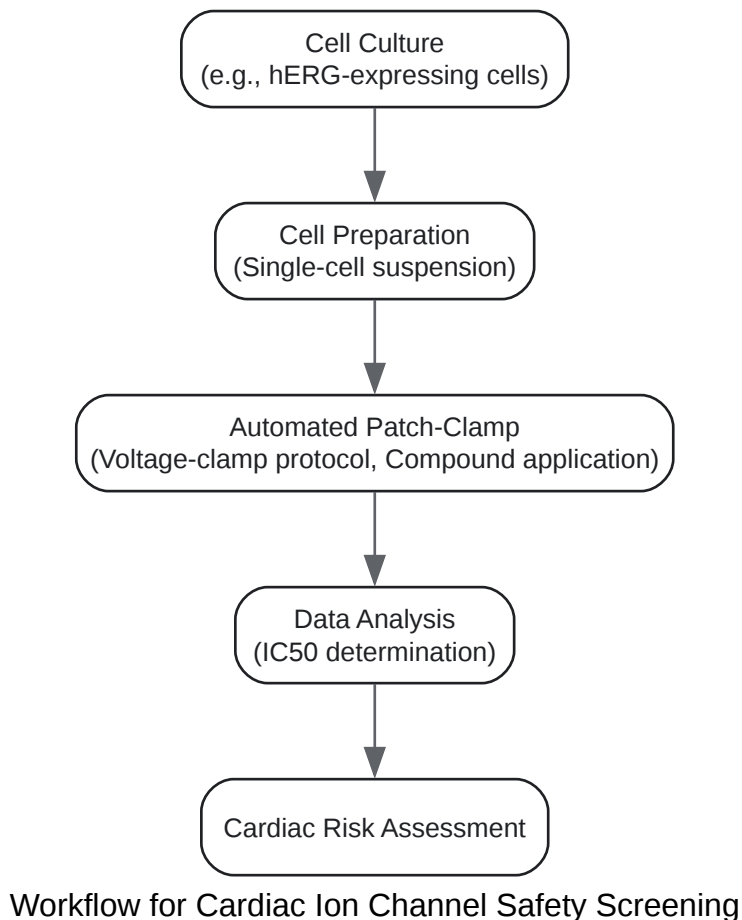 Cell Culture
(e.g., hERG-expressing cells)
Cell Preparation
(Single-cell suspension)
Automated Patch-Clamp
(Voltage-clamp protocol, Compound application)
Data Analysis
(IC50 determination)
Cardiac Risk Assessment
Workflow for Cardiac Ion Channel Safety Screening